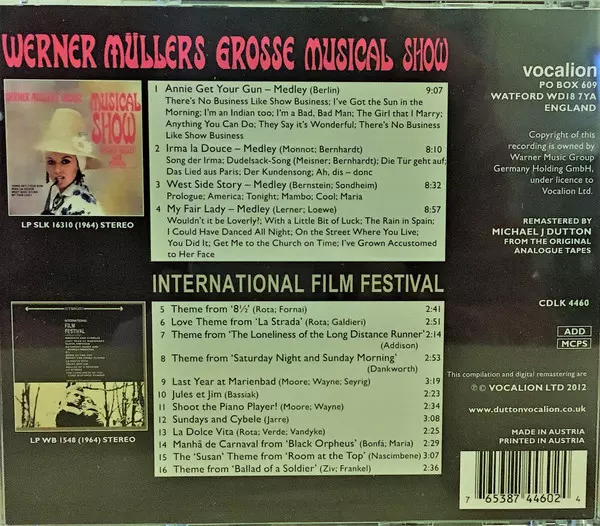 WERNER MÜLLERS GROSSE MUSICAL SHOW
1 Annie Get Your Gun – Medley (Berlin) 9:07
There's No Business Like Show Business; I've Got the Sun in the
Morning; I'm an Indian too; I'm a Bad, Bad Man; The Girl that I Marry;
Anything You Can Do; They Say it's Wonderful; There's No Business
Like Show Business
2 Irma la Douce – Medley (Monnot; Bernhardt) 8:10
Song der Irma; Dudelsack-Song (Meisner; Bernhardt); Die Tür geht auf;
Das Lied aus Paris; Der Kundensong; Ah, dis – donc
3 West Side Story – Medley (Bernstein; Sondheim) 8:32
Prologue; America; Tonight; Mambo; Cool; Maria
4 My Fair Lady – Medley (Lerner; Loewe) 8:57
Wouldn't it be Loverly?; With a Little Bit of Luck; The Rain in Spain;
I Could Have Danced All Night; On the Street Where You Live;
You Did It; Get Me to the Church on Time; I've Grown Accustomed
to Her Face
WERNER MÜLLERS GROSSE
MUSICAL
SHOW
LP SLK 16310 (1964) STEREO
INTERNATIONAL FILM FESTIVAL
5 Theme from '8½' (Rota; Fornai) 2:41
6 Love Theme from 'La Strada' (Rota; Galdieri) 2:51
7 Theme from 'The Loneliness of the Long Distance Runner' 2:14
(Addison)
8 Theme from 'Saturday Night and Sunday Morning' 2:53
(Dankworth)
9 Last Year at Marienbad (Moore; Wayne; Seyrig) 3:19
10 Jules et Jim (Bassiak) 2:23
11 Shoot the Piano Player! (Moore; Wayne) 2:34
12 Sundays and Cybele (Jarre) 3:08
13 La Dolce Vita (Rota; Verde; Vandyke) 2:25
14 Manhã de Carnaval from 'Black Orpheus' (Bonfá; Maria) 2:29
15 The 'Susan' Theme from 'Room at the Top' (Nascimbene) 3:07
16 Theme from 'Ballad of a Soldier' (Ziv; Frankel) 2:36
INTERNATIONAL
FILM
FESTIVAL
LP WB 1548 (1964) STEREO
vocalion
PO BOX 609
WATFORD WD18 7YA
ENGLAND
Copyright of this
recording is owned by
Warner Music Group
Germany Holding GmbH,
under licence to
Vocalion Ltd.
REMASTERED BY
MICHAEL J DUTTON
FROM THE ORIGINAL
ANALOGUE TAPES
CDLK 4460
ADD
MCPS
This compilation and digital remaster
℗ © VOCALION LTD 2012
www.duttonvocalion.co.uk
MADE IN AUSTRIA
PRINTED IN AUSTRIA
7 65387 44602 4